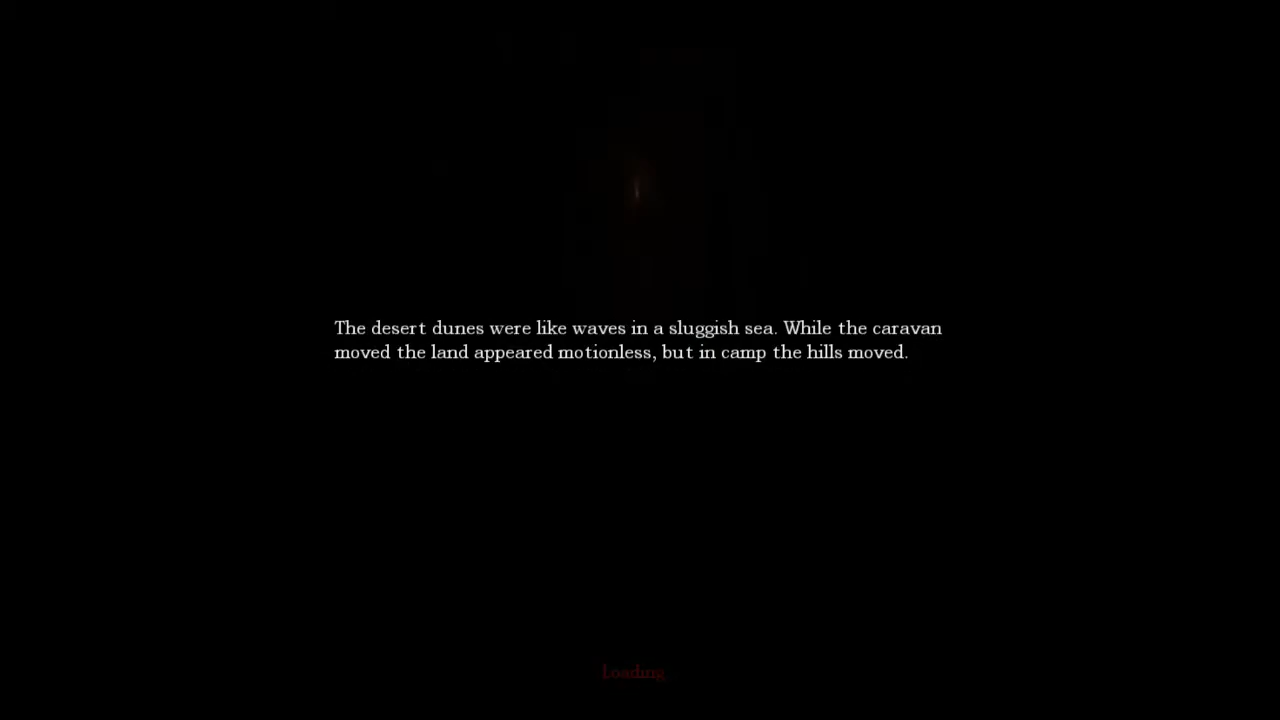 The desert dunes were like waves in a sluggish sea. While the caravan
moved the land appeared motionless, but in camp the hills moved.
Loading